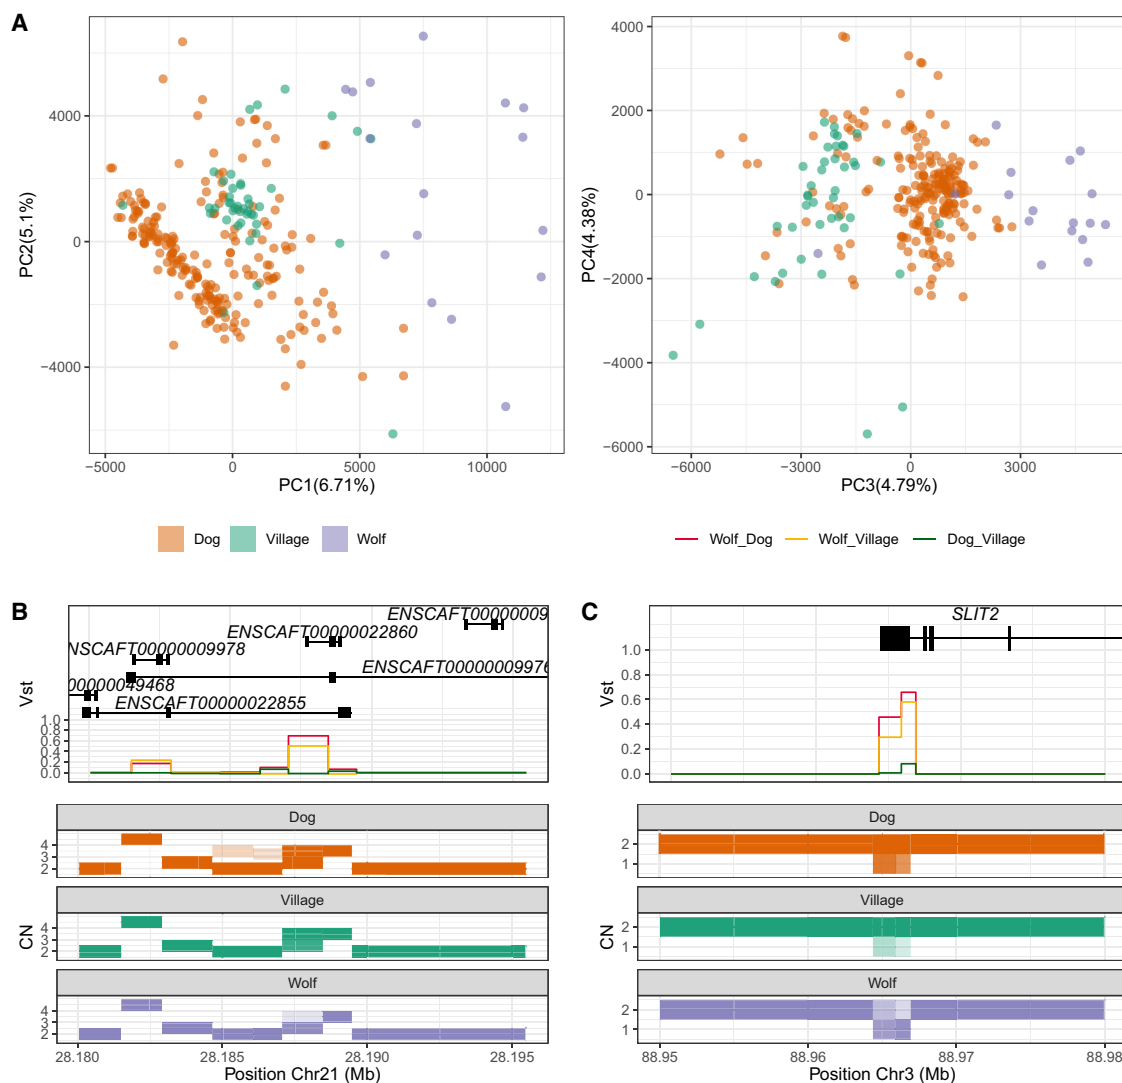 A
4000
0
−4000
PC2(5.1%)
−5000
0
5000
10000
PC1(6.71%)
4000
2000
0
−2000
−4000
−6000
PC4(4.38%)
−6000
−3000
0
3000
PC3(4.79%)
Dog
Village
Wolf
Wolf_Dog
Wolf_Village
Dog_Village
B
ENSCAFT00000009
ENSCAFT00000022860
NSCAFT00000009978
ENSCAFT00000009976
00000049468
ENSCAFT00000022855
Vst
1.0
0.8
0.6
0.4
0.2
0.0
Dog
4
3
2
Village
4
3
2
CN
Wolf
4
3
2
28.180
28.185
28.190
28.195
Position Chr21 (Mb)
C
SLIT2
Vst
1.0
0.8
0.6
0.4
0.2
0.0
Dog
2
1
Village
2
1
CN
Wolf
2
1
88.95
88.96
88.97
88.98
Position Chr3 (Mb)